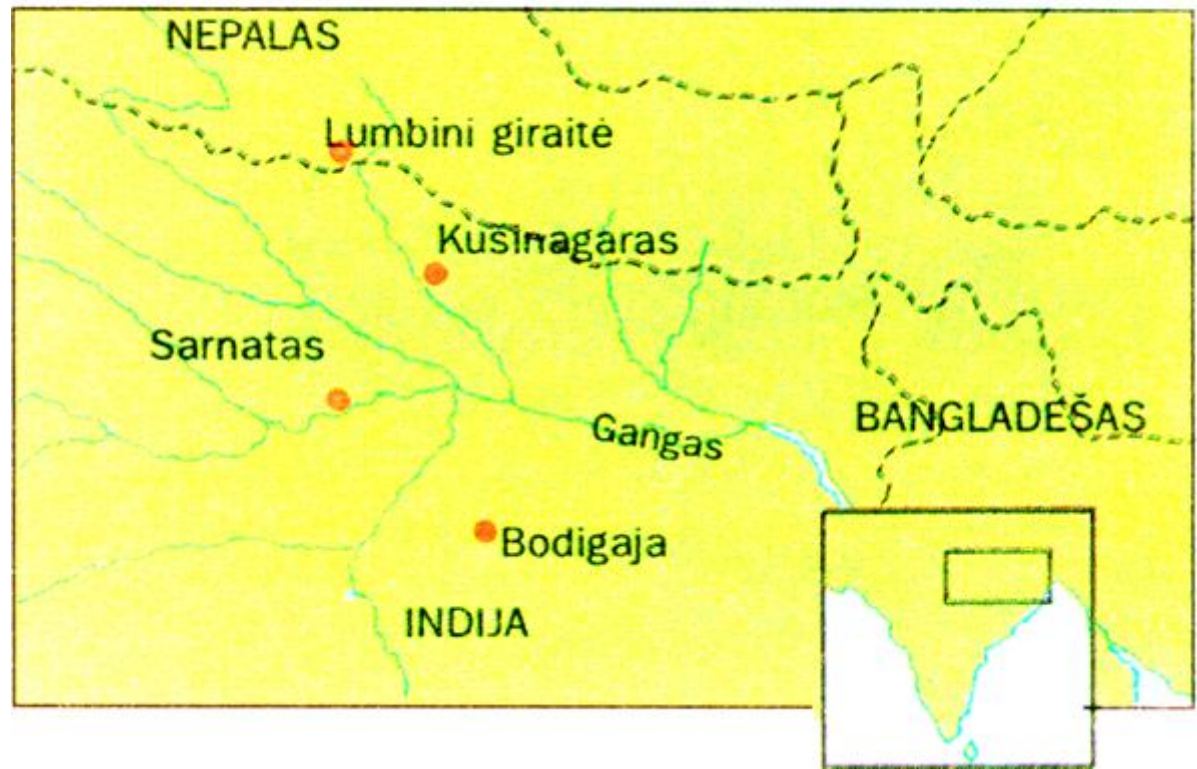 NEPALAS
Lumbini giraitė
Kušinagaras
Sarnatas
Gangas
BANGLADEŠAS
Bodigaja
INDIJA